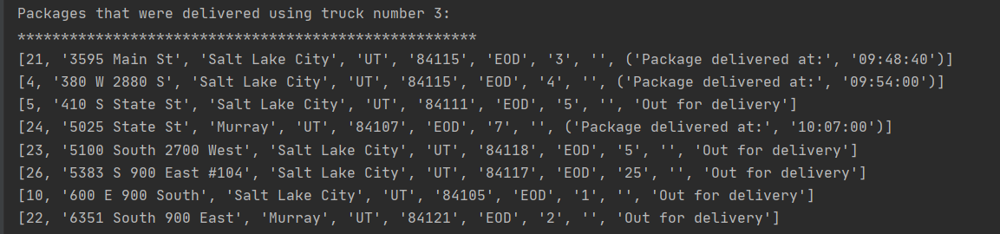 Packages that were delivered using truck number 3:
*****************************************************
[21, '3595 Main St', 'Salt Lake City', 'UT', '84115', 'EOD', '3', '', ('Package delivered at:', '09:48:40')]
[4, '380 W 2880 S', 'Salt Lake City', 'UT', '84115', 'EOD', '4', '', ('Package delivered at:', '09:54:00')]
[5, '410 S State St', 'Salt Lake City', 'UT', '84111', 'EOD', '5', '', 'Out for delivery']
[24, '5025 State St', 'Murray', 'UT', '84107', 'EOD', '7', '', ('Package delivered at:', '10:07:00')]
[23, '5100 South 2700 West', 'Salt Lake City', 'UT', '84118', 'EOD', '5', '', 'Out for delivery']
[26, '5383 S 900 East #104', 'Salt Lake City', 'UT', '84117', 'EOD', '25', '', 'Out for delivery']
[10, '600 E 900 South', 'Salt Lake City', 'UT', '84105', 'EOD', '1', '', 'Out for delivery']
[22, '6351 South 900 East', 'Murray', 'UT', '84121', 'EOD', '2', '', 'Out for delivery']